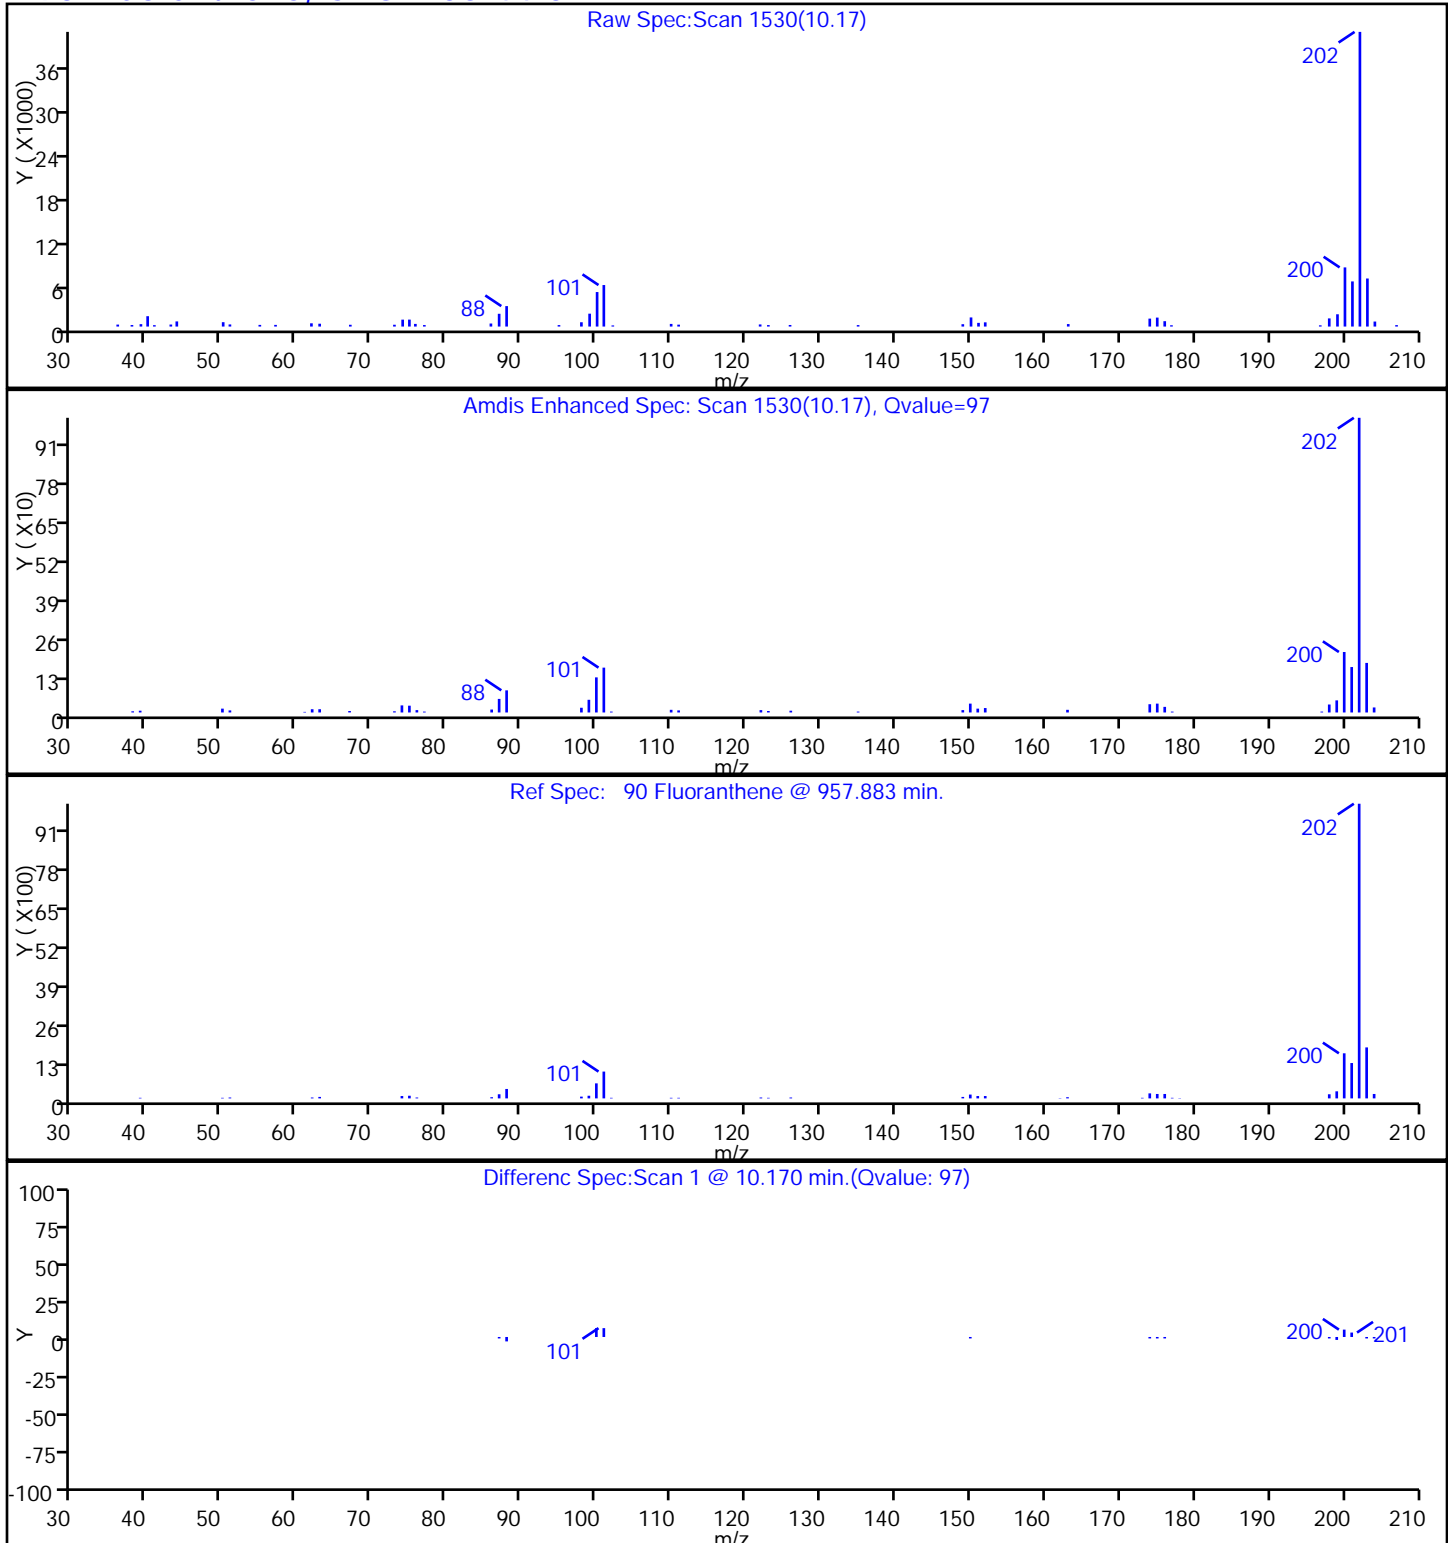 Raw Spec:Scan 1530(10.17)
Y ( X1000)
36
30
24
18
12
6
0
202
200
101
88
30 40 50 60 70 80 90 100 110 120 130 140 150 160 170 180 190 200 210
m/z
Amdis Enhanced Spec: Scan 1530(10.17), Qvalue=97
Y ( X10)
91
78
65
52
39
26
13
0
202
200
101
88
30 40 50 60 70 80 90 100 110 120 130 140 150 160 170 180 190 200 210
m/z
Ref Spec: 90 Fluoranthene @ 957.883 min.
Y ( X100)
91
78
65
52
39
26
13
0
202
200
101
30 40 50 60 70 80 90 100 110 120 130 140 150 160 170 180 190 200 210
m/z
Differenc Spec:Scan 1 @ 10.170 min.(Qvalue: 97)
Y
100
75
50
25
0
-25
-50
-75
-100
101
200
201
30 40 50 60 70 80 90 100 110 120 130 140 150 160 170 180 190 200 210
m/z